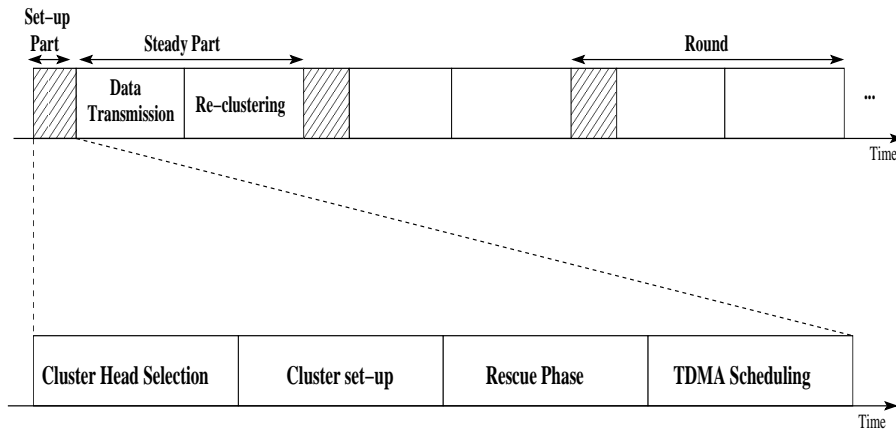 Set-up
Part
Steady Part
Round
Data
Transmission
Re-clustering
...
Time
Cluster Head Selection
Cluster set-up
Rescue Phase
TDMA Scheduling
Time